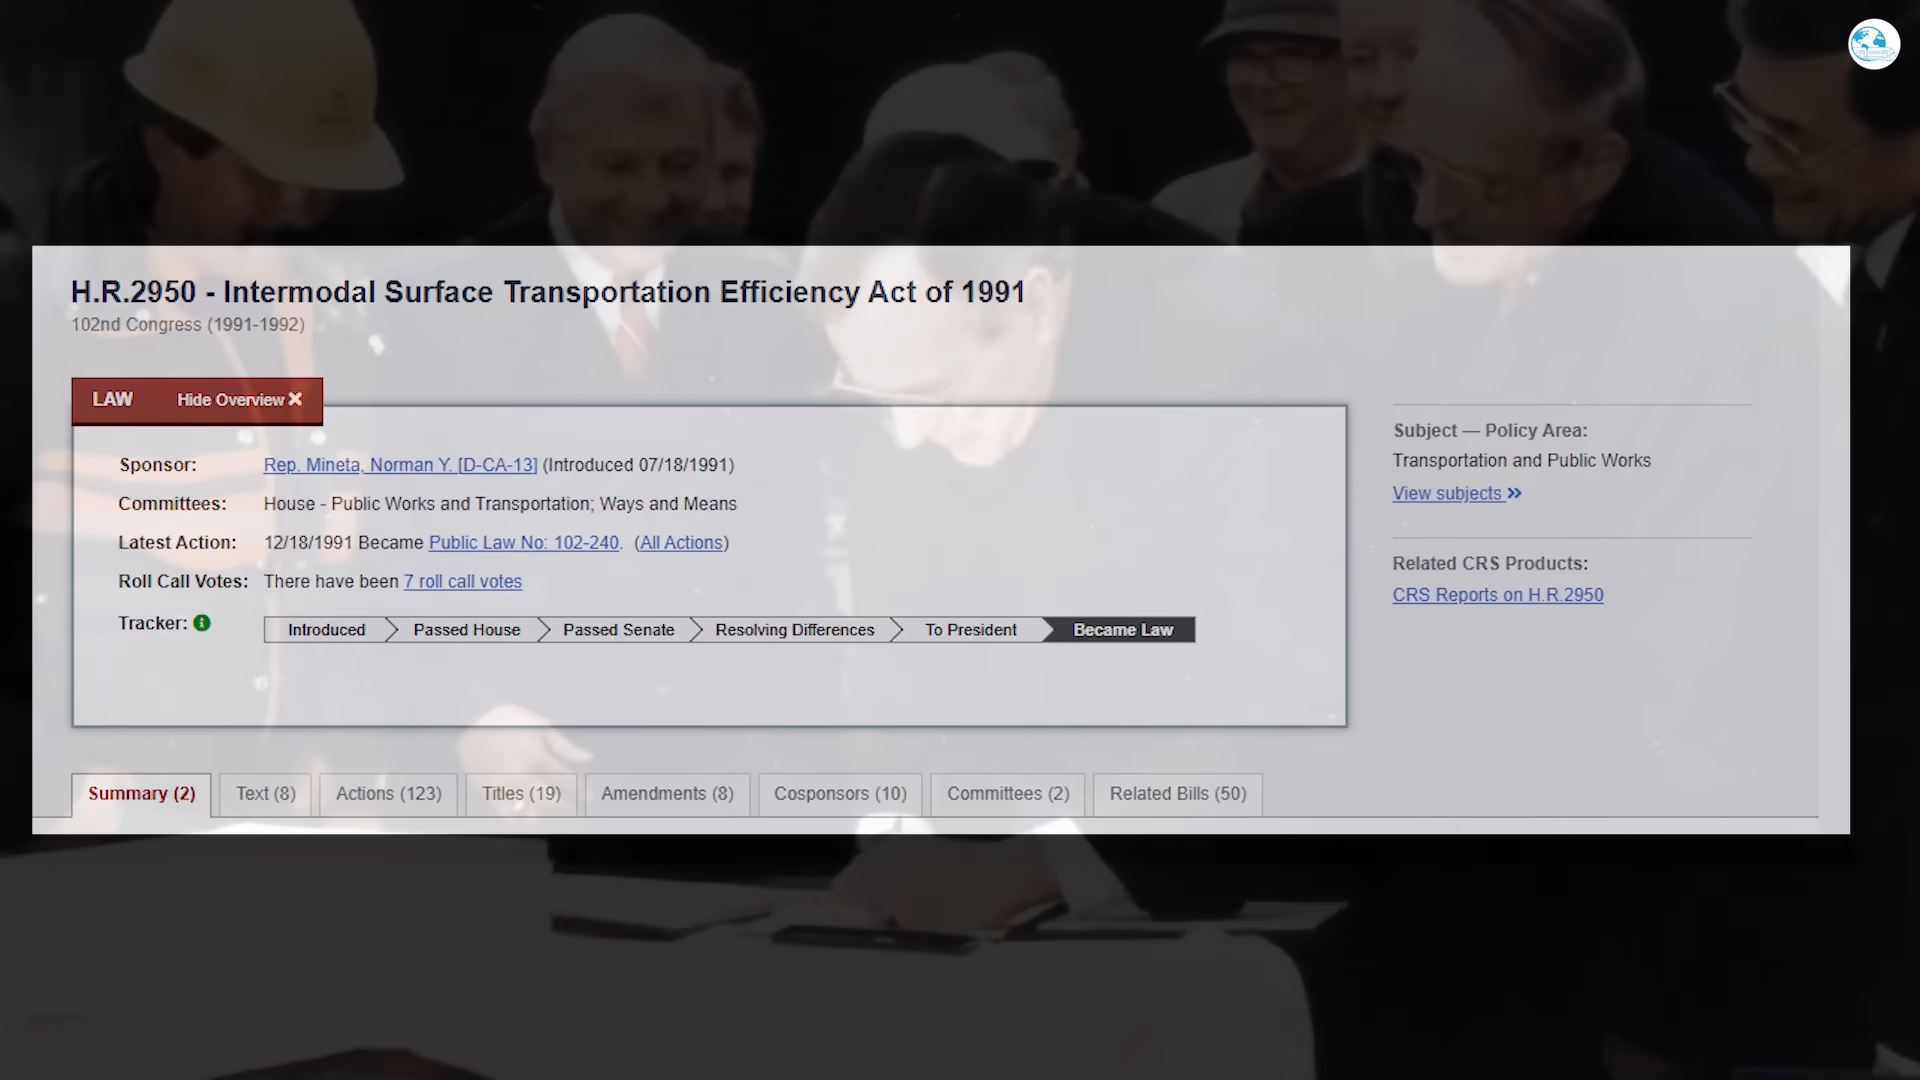 H.R.2950 - Intermodal Surface Transportation Efficiency Act of 1991
102nd Congress (1991-1992)
LAW Hide Overview ×
Sponsor: Rep. Mineta, Norman Y. [D-CA-13] (Introduced 07/18/1991)
Committees: House - Public Works and Transportation; Ways and Means
Latest Action: 12/18/1991 Became Public Law No: 102-240. (All Actions)
Roll Call Votes: There have been 7 roll call votes
Tracker:
Introduced Passed House Passed Senate Resolving Differences To President Became Law
Subject — Policy Area:
Transportation and Public Works
View subjects »
Related CRS Products:
CRS Reports on H.R.2950
Summary (2) Text (8) Actions (123) Titles (19) Amendments (8) Cosponsors (10) Committees (2) Related Bills (50)